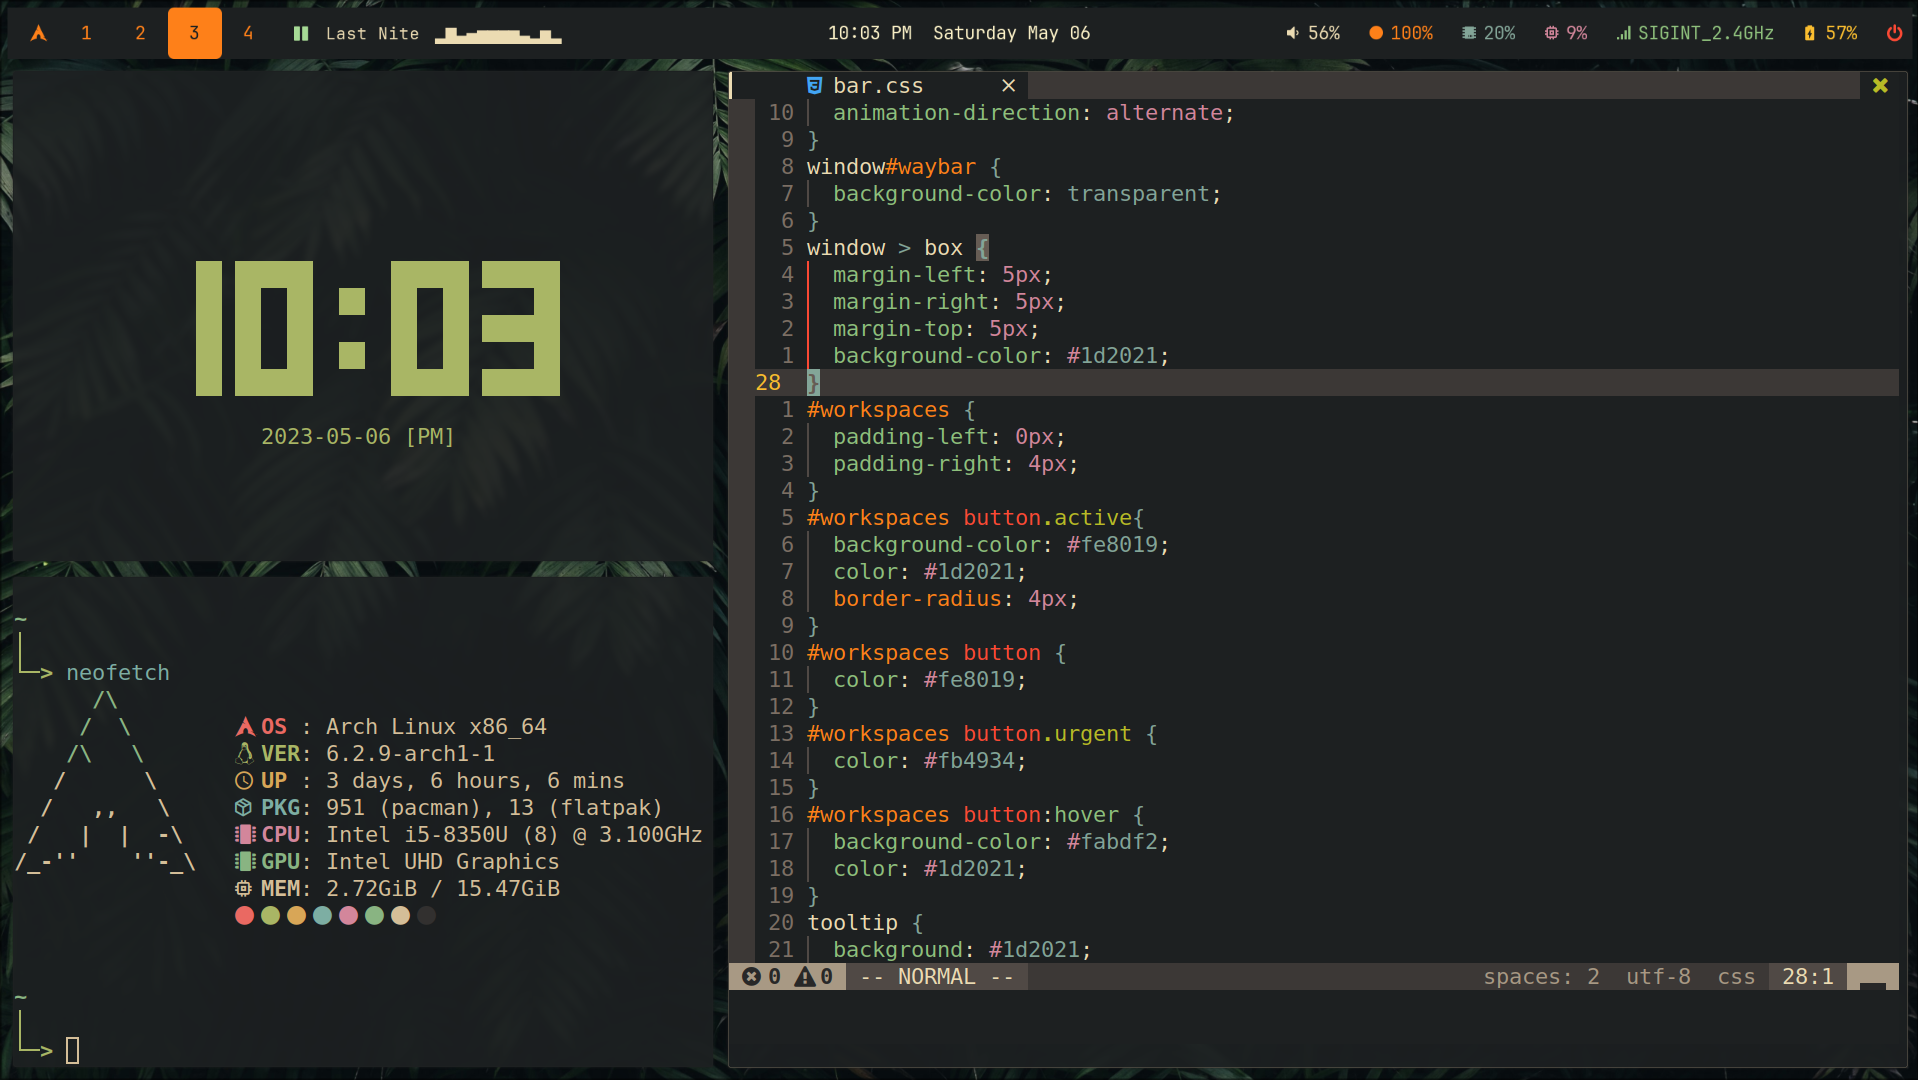 1 2 3 4 Last Nite 10:03 PM Saturday May 06 56% 100% 20% 9% SIGINT_2.4GHz 57%
10:03
2023-05-06 [PM]
~
└─> neofetch
/\
/  \
/\   \
/      \
/   ,,   \
/   |  |  -\
/_-''    ''-_\
OS : Arch Linux x86_64
VER: 6.2.9-arch1-1
UP : 3 days, 6 hours, 6 mins
PKG: 951 (pacman), 13 (flatpak)
CPU: Intel i5-8350U (8) @ 3.100GHz
GPU: Intel UHD Graphics
MEM: 2.72GiB / 15.47GiB
~
└─>
bar.css ×
10 animation-direction: alternate;
9 }
8 window#waybar {
7 background-color: transparent;
6 }
5 window > box {
4 margin-left: 5px;
3 margin-right: 5px;
2 margin-top: 5px;
1 background-color: #1d2021;
28 }
1 #workspaces {
2 padding-left: 0px;
3 padding-right: 4px;
4 }
5 #workspaces button.active{
6 background-color: #fe8019;
7 color: #1d2021;
8 border-radius: 4px;
9 }
10 #workspaces button {
11 color: #fe8019;
12 }
13 #workspaces button.urgent {
14 color: #fb4934;
15 }
16 #workspaces button:hover {
17 background-color: #fabdf2;
18 color: #1d2021;
19 }
20 tooltip {
21 background: #1d2021;
0 0 -- NORMAL -- spaces: 2 utf-8 css 28:1